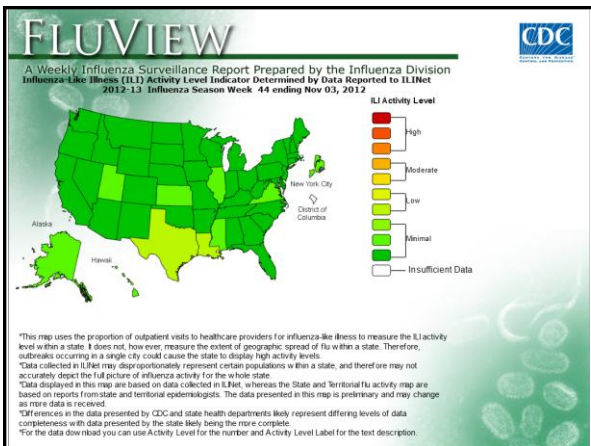 FLUVIEW
CDC
CENTERS FOR DISEASE
CONTROL AND PREVENTION
A Weekly Influenza Surveillance Report Prepared by the Influenza Division
Influenza-Like Illness (ILI) Activity Level Indicator Determined by Data Reported to ILINet
2012-13 Influenza Season Week 44 ending Nov 03, 2012
ILI Activity Level
High
Moderate
Low
Minimal
Insufficient Data
New York City
District of
Columbia
Alaska
Hawaii
*This map uses the proportion of outpatient visits to healthcare providers for influenza-like illness to measure the ILI activity
level within a state. It does not, how ever, measure the extent of geographic spread of flu within a state. Therefore,
outbreaks occurring in a single city could cause the state to display high activity levels.
*Data collected in ILINet may disproportionately represent certain populations within a state, and therefore may not
accurately depict the full picture of influenza activity for the whole state.
*Data displayed in this map are based on data collected in ILINet, whereas the State and Territorial flu activity map are
based on reports from state and territorial epidemiologists. The data presented in this map is preliminary and may change
as more data is received.
*Differences in the data presented by CDC and state health departments likely represent differing levels of data
completeness with data presented by the state likely being the more complete.
*For the data dow nload you can use Activity Level for the number and Activity Level Label for the text description.